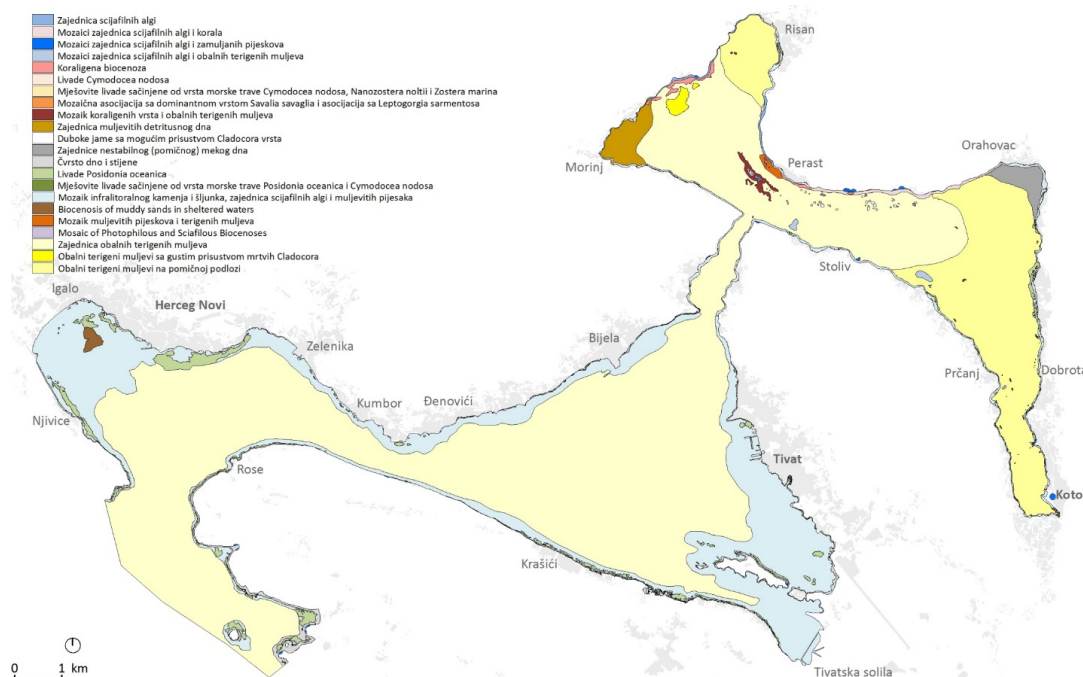 Zajednica scijafilnih algi
Mozaici zajednica scijafilnih algi i korala
Mozaici zajednica scijafilnih algi i zamuljanih pijeskova
Mozaici zajednica scijafilnih algi i obalnih terigenih muljeva
Koraligena biocenoza
Livade Cymodocea nodosa
Mješovite livade sačinjene od vrsta morske trave Cymodocea nodosa, Nanozostera noltii i Zostera marina
Mozaična asocijacija sa dominantnom vrstom Savalia savaglia i asocijacija sa Leptogorgia sarmentosa
Mozaik koraligenih vrsta i obalnih terigenih muljeva
Zajednica muljevitih detritusnog dna
Duboke jame sa mogućim prisustvom Cladocora vrsta
Zajednice nestabilnog (pomičnog) mekog dna
Čvrsto dno i stijene
Livade Posidonia oceanica
Mješovite livade sačinjene od vrsta morske trave Posidonia oceanica i Cymodocea nodosa
Mozaik infralitoralnog kamenja i šljunka, zajednica scijafilnih algi i muljevitih pijesaka
Biocenosis of muddy sands in sheltered waters
Mozaik muljevitih pijeskova i terigenih muljeva
Mosaic of Photophilous and Sciafilous Biocenoses
Zajednica obalnih terigenih muljeva
Obalni terigeni muljevi sa gustim prisustvom mrtvih Cladocora
Obalni terigeni muljevi na pomičnoj podlozi
Risan
Morinj
Perast
Orahovac
Stoliv
Igalo
Herceg Novi
Zelenika
Bijela
Prčanj
Dobrota
Kumbor
Đenovići
Njivice
Rose
Tivat
Koto
Krašići
Tivatska solila
0 1 km